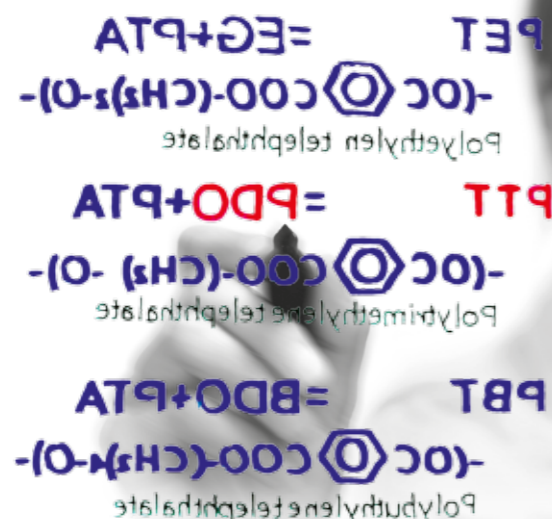 PET =EG+PTA
-(OC COO-(CH₂)₂-O)-
Polyethylen telephthalate
PTT =PDO+PTA
-(OC COO-(CH₂) -O)-
Polytrimethylene telephthalate
PBT =BDO+PTA
-(OC COO-(CH₂)₄-O)-
Polybuthylene telephthalate